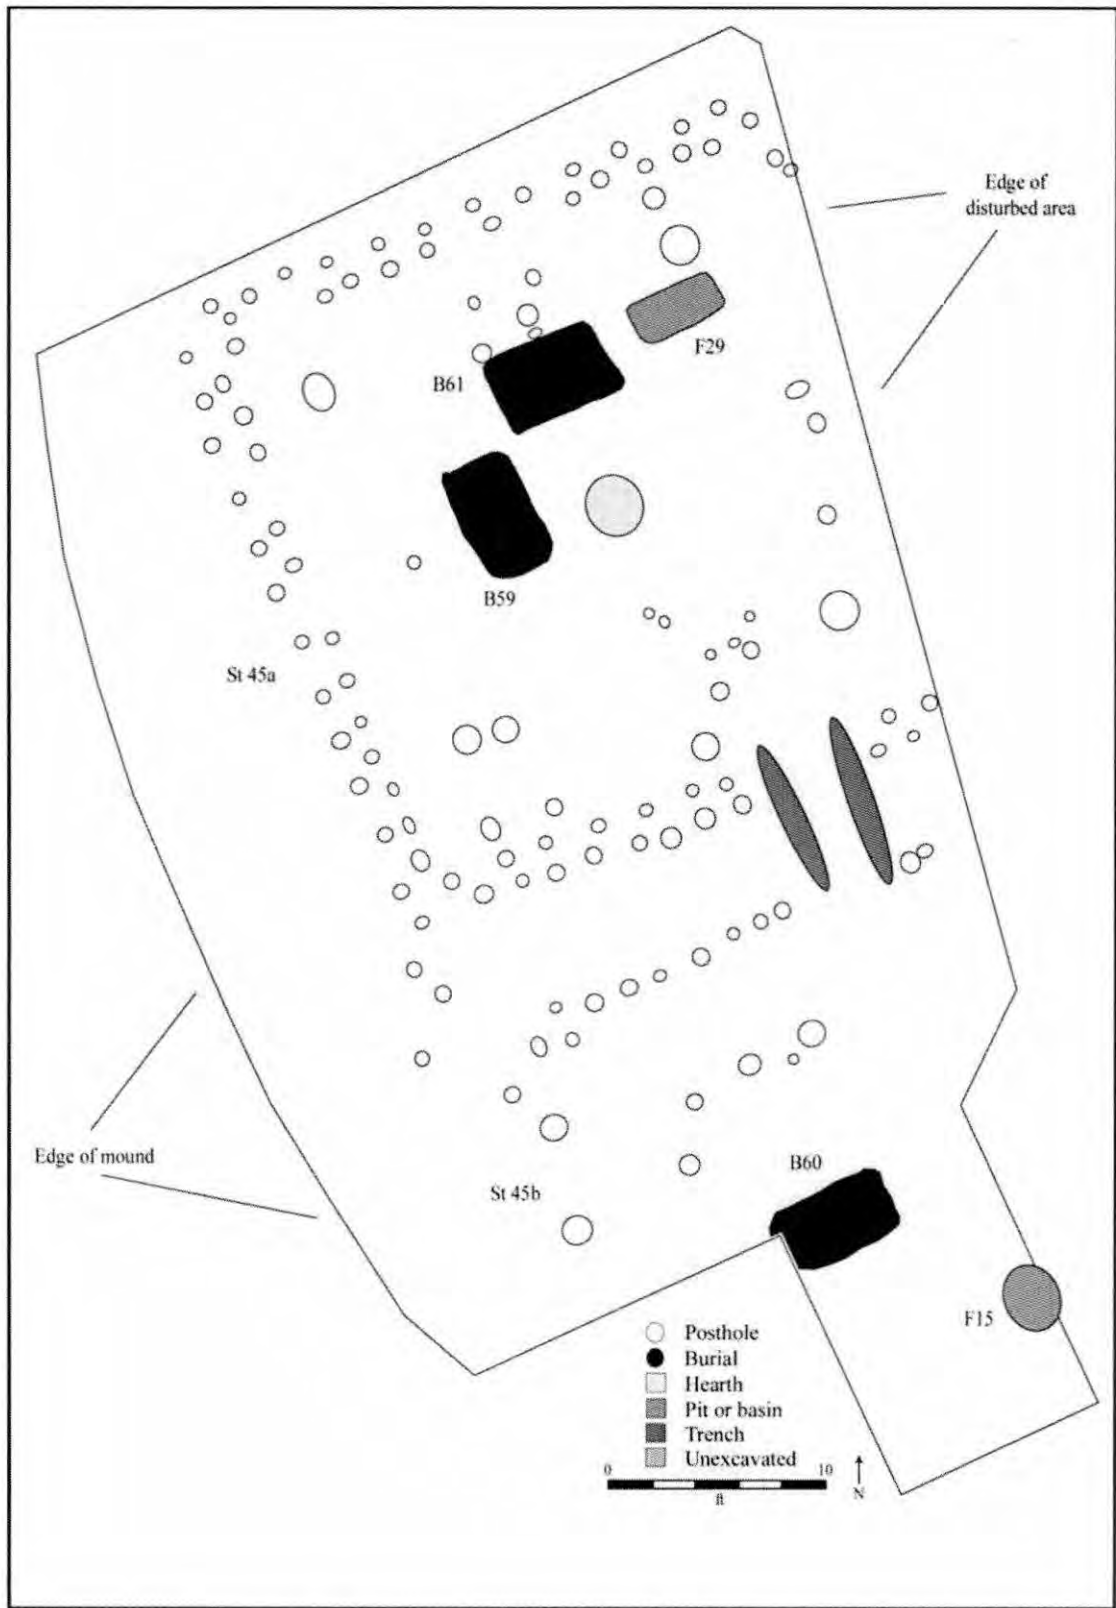 Edge of
disturbed area
F29
B61
B59
St 45a
Edge of mound
B60
St 45b
F15
Posthole
Burial
Hearth
Pit or basin
Trench
Unexcavated
0 10
ft
N